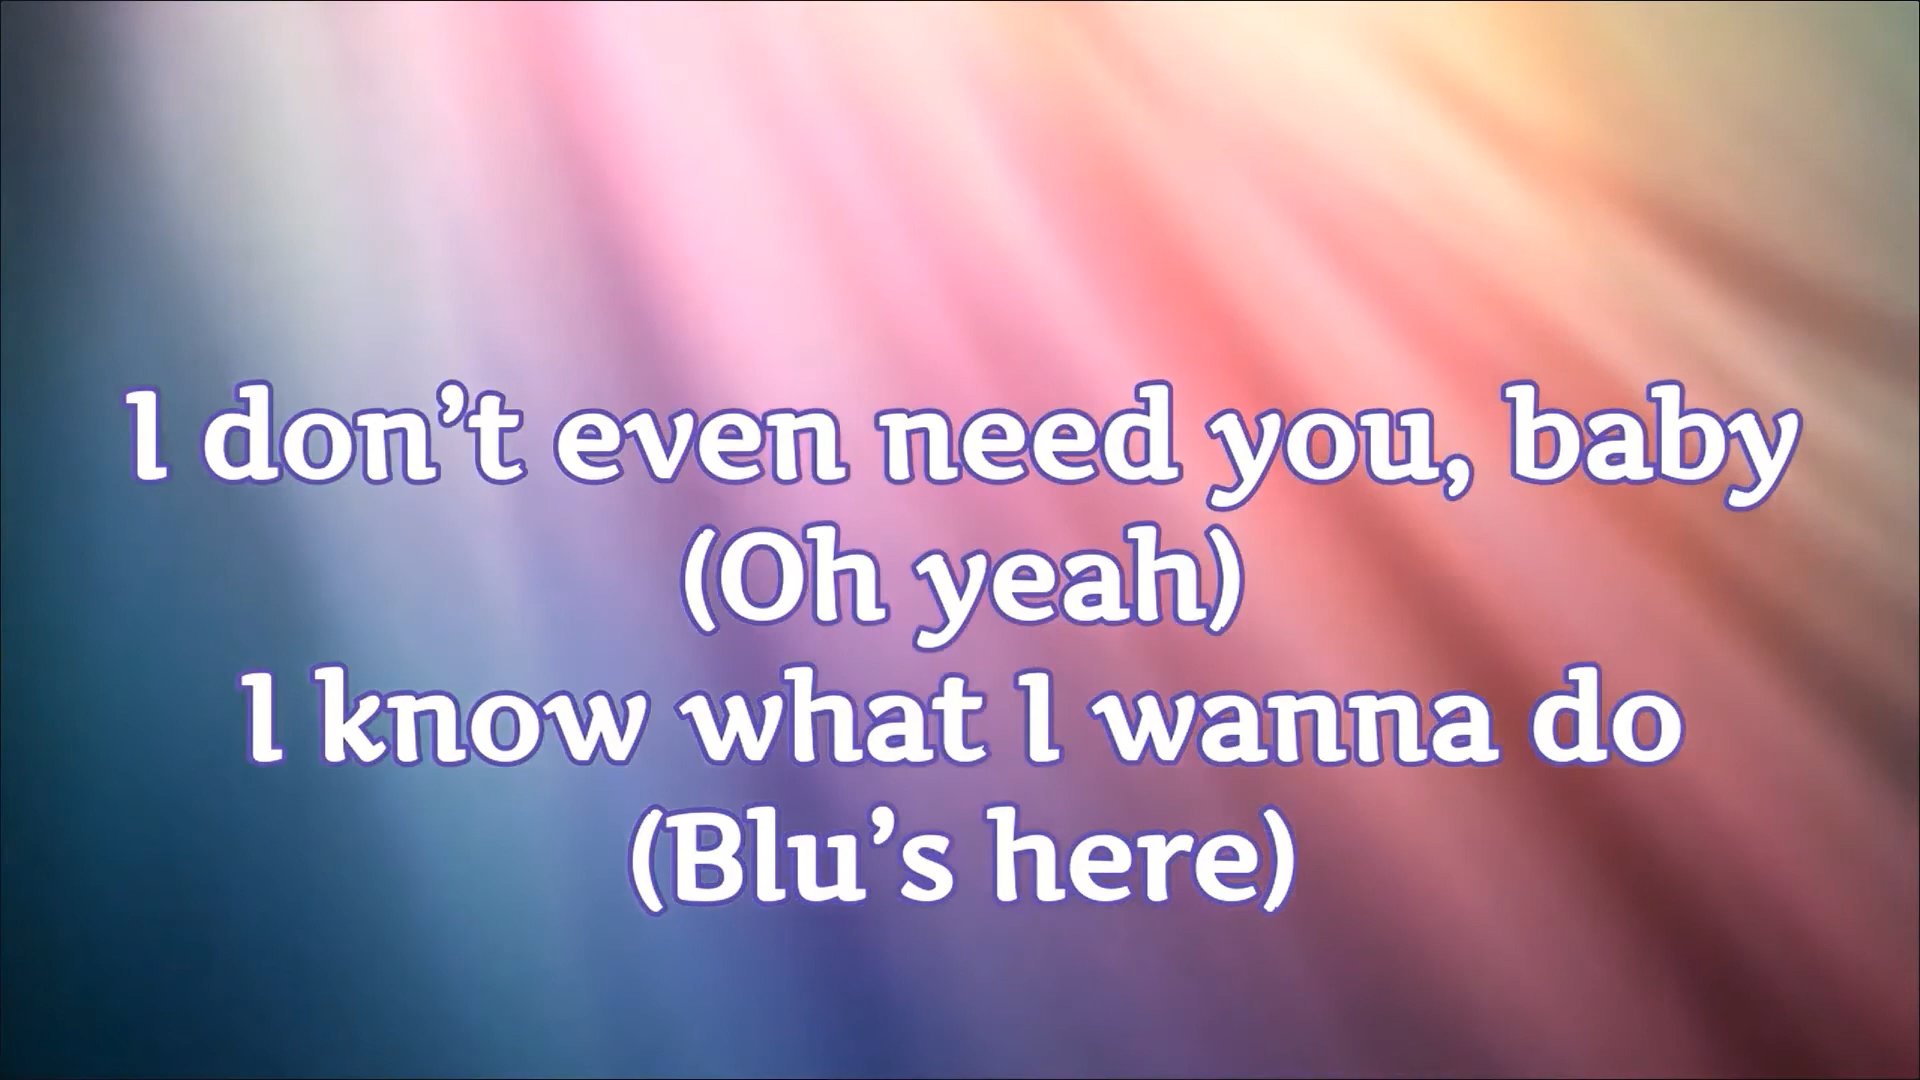 I don’t even need you, baby
(Oh yeah)
I know what I wanna do
(Blu’s here)